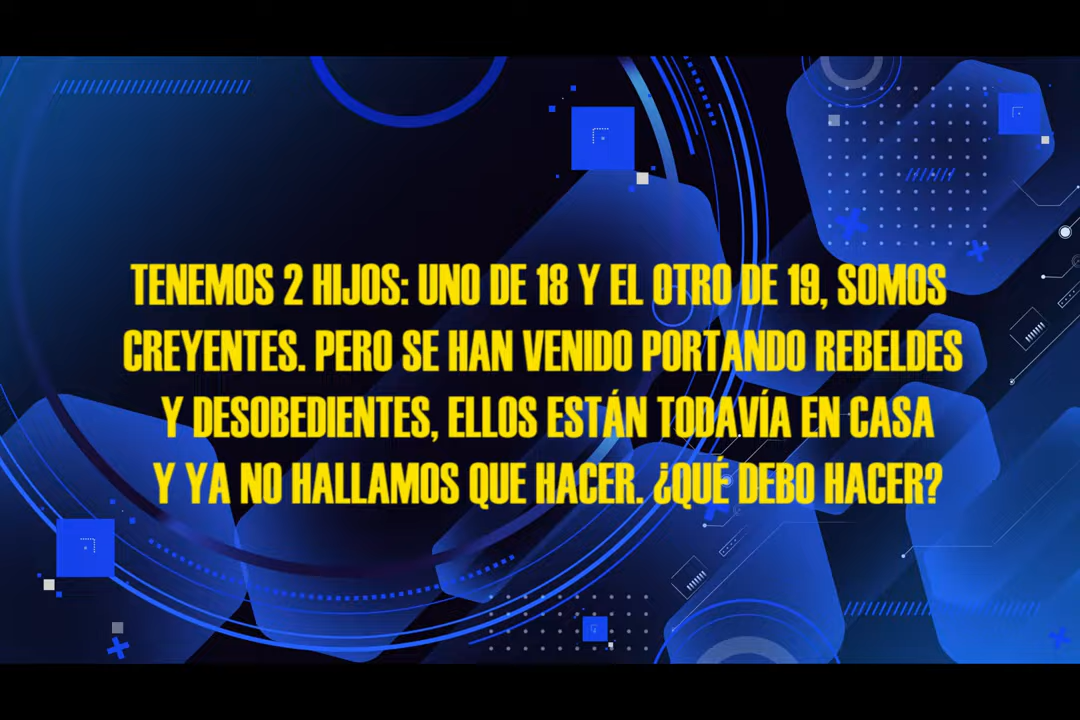 TENEMOS 2 HIJOS: UNO DE 18 Y EL OTRO DE 19, SOMOS
CREYENTES. PERO SE HAN VENIDO PORTANDO REBELDES
Y DESOBEDIENTES, ELLOS ESTÁN TODAVÍA EN CASA
Y YA NO HALLAMOS QUE HACER. ¿QUÉ DEBO HACER?